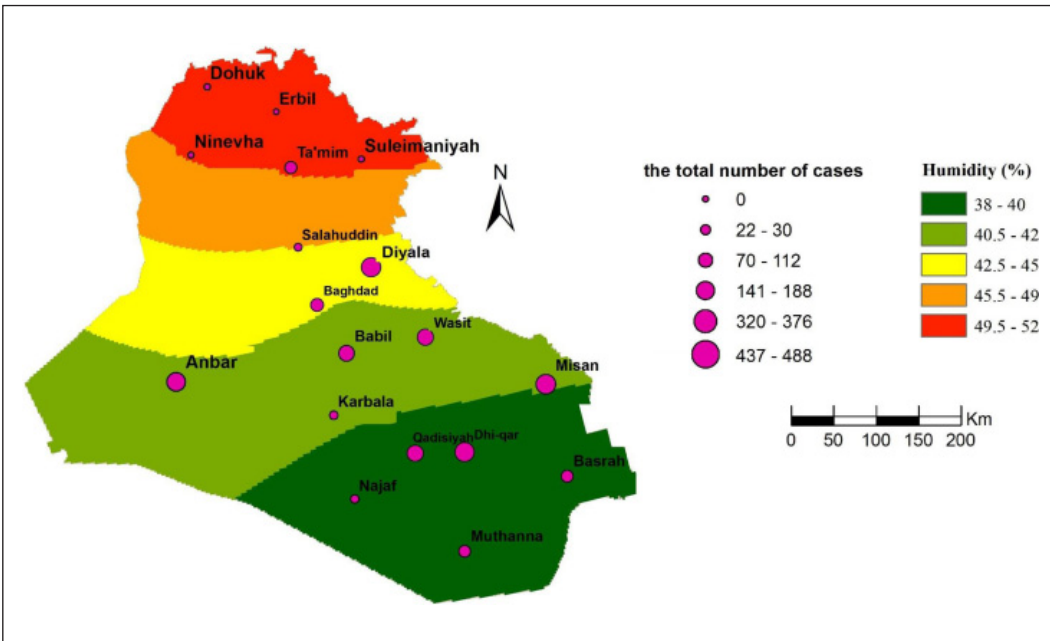 Dohuk
Erbil
Ninevha
Ta'mim
Suleimaniyah
Salahuddin
Diyala
Baghdad
Wasit
Babil
Anbar
Misan
Karbala
Qadisiyah
Dhi-qar
Basrah
Najaf
Muthanna
N
the total number of cases
0
22 - 30
70 - 112
141 - 188
320 - 376
437 - 488
Humidity (%)
38 - 40
40.5 - 42
42.5 - 45
45.5 - 49
49.5 - 52
Km
0 50 100 150 200